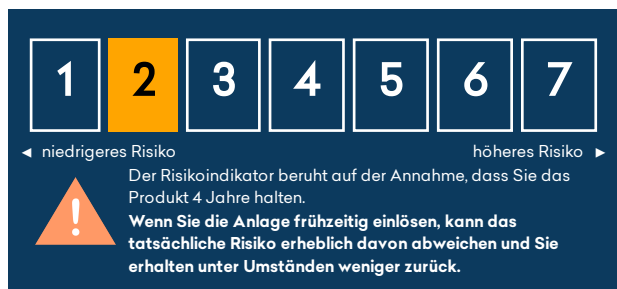 1 2 3 4 5 6 7
◄ niedrigeres Risiko höheres Risiko ►
Der Risikoindikator beruht auf der Annahme, dass Sie das
Produkt 4 Jahre halten.
Wenn Sie die Anlage frühzeitig einlösen, kann das
tatsächliche Risiko erheblich davon abweichen und Sie
erhalten unter Umständen weniger zurück.